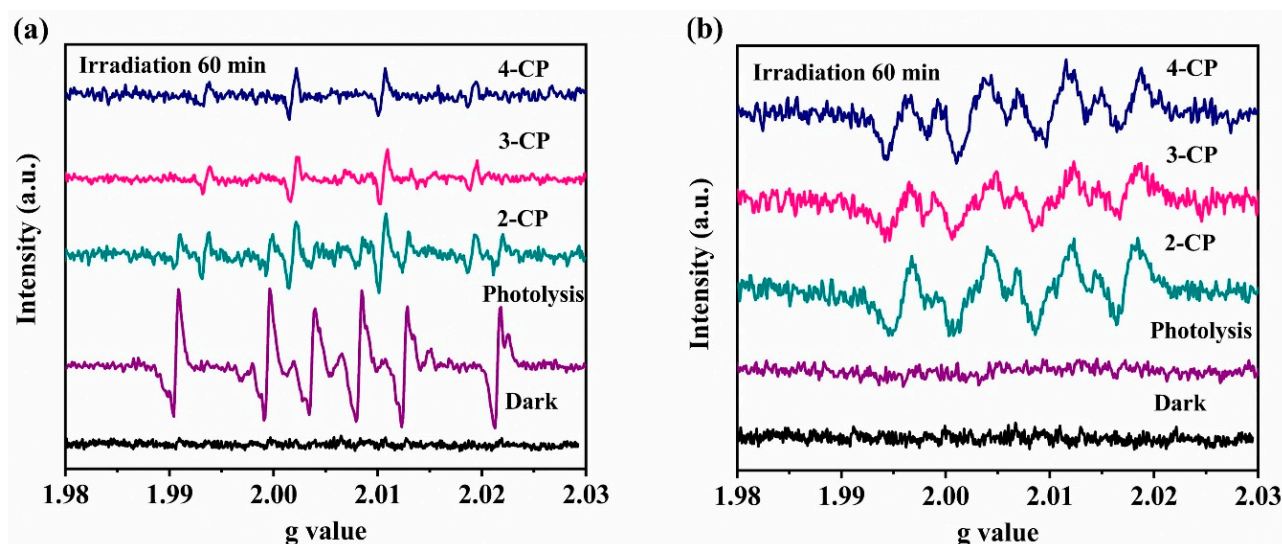 (a)
Irradiation 60 min
4-CP
3-CP
2-CP
Photolysis
Dark
Intensity (a.u.)
1.98 1.99 2.00 2.01 2.02 2.03
g value
(b)
Irradiation 60 min
4-CP
3-CP
2-CP
Photolysis
Dark
Intensity (a.u.)
1.98 1.99 2.00 2.01 2.02 2.03
g value